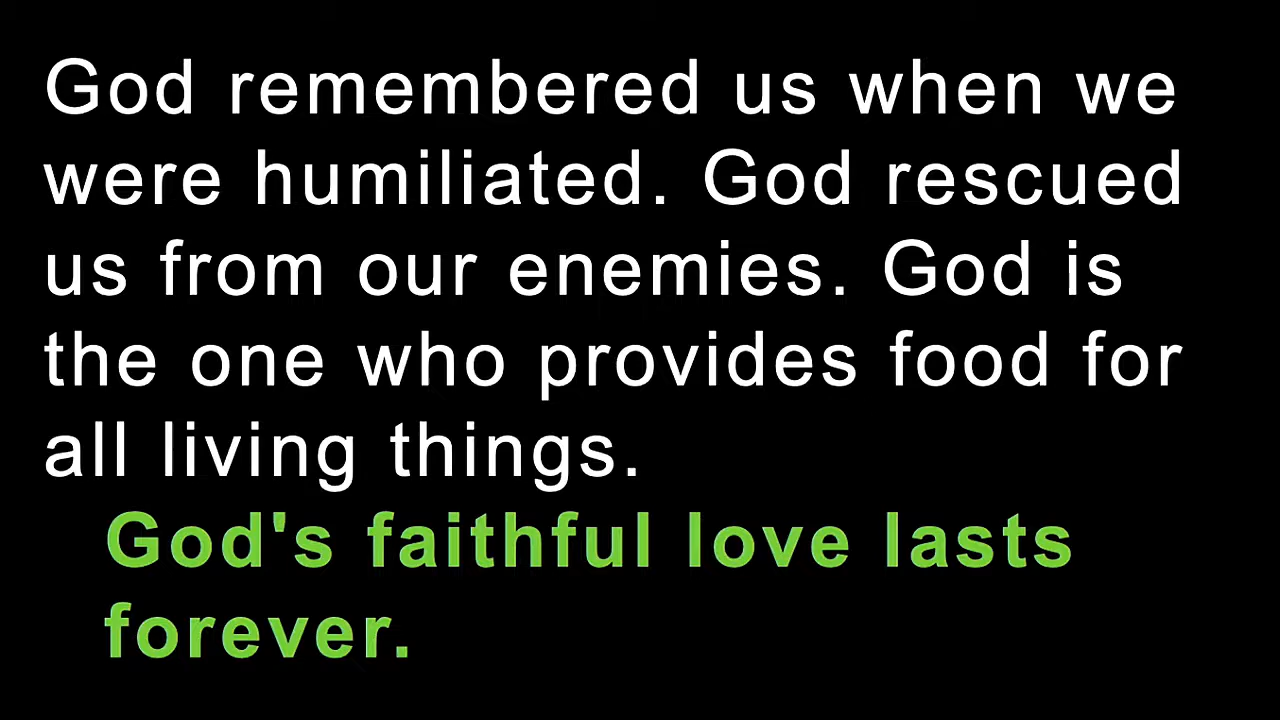 God remembered us when we
were humiliated. God rescued
us from our enemies. God is
the one who provides food for
all living things.
God's faithful love lasts
forever.